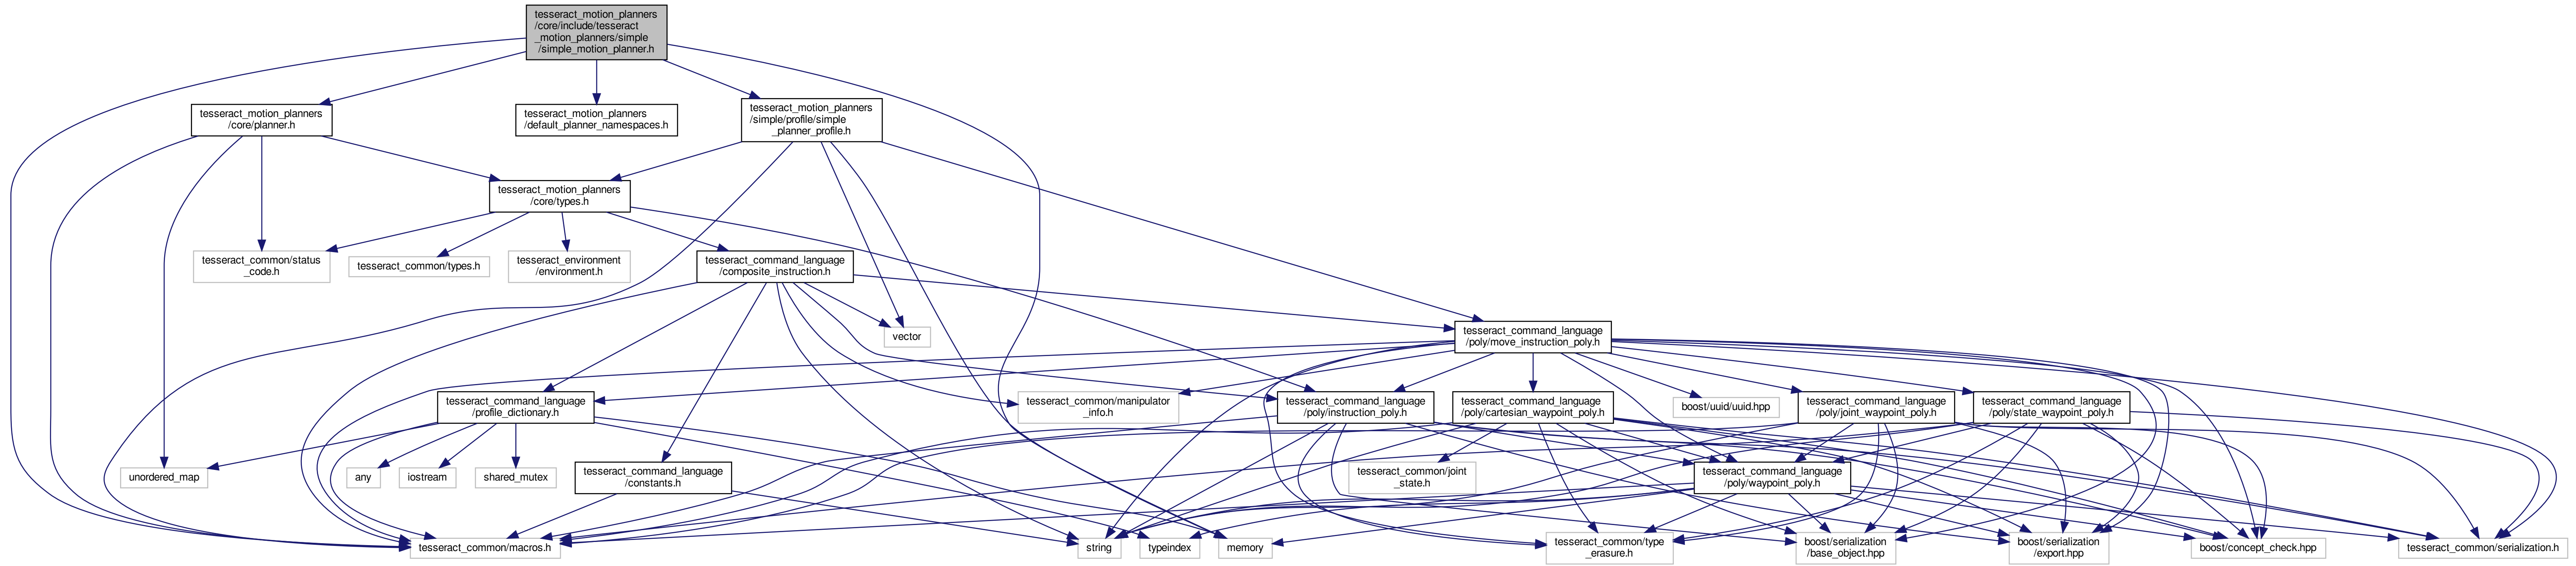 tesseract_motion_planners
/core/include/tesseract
_motion_planners/simple
/simple_motion_planner.h
tesseract_motion_planners
/core/planner.h
tesseract_motion_planners
/default_planner_namespaces.h
tesseract_motion_planners
/simple/profile/simple
_planner_profile.h
tesseract_motion_planners
/core/types.h
tesseract_common/status
_code.h
tesseract_common/types.h
tesseract_environment
/environment.h
tesseract_command_language
/composite_instruction.h
vector
tesseract_command_language
/poly/move_instruction_poly.h
tesseract_command_language
/profile_dictionary.h
tesseract_common/manipulator
_info.h
tesseract_command_language
/poly/instruction_poly.h
tesseract_command_language
/poly/cartesian_waypoint_poly.h
boost/uuid/uuid.hpp
tesseract_command_language
/poly/joint_waypoint_poly.h
tesseract_command_language
/poly/state_waypoint_poly.h
unordered_map
any
iostream
shared_mutex
tesseract_command_language
/constants.h
tesseract_common/joint
_state.h
tesseract_command_language
/poly/waypoint_poly.h
tesseract_common/macros.h
string
typeindex
memory
tesseract_common/type
_erasure.h
boost/serialization
/base_object.hpp
boost/serialization
/export.hpp
boost/concept_check.hpp
tesseract_common/serialization.h